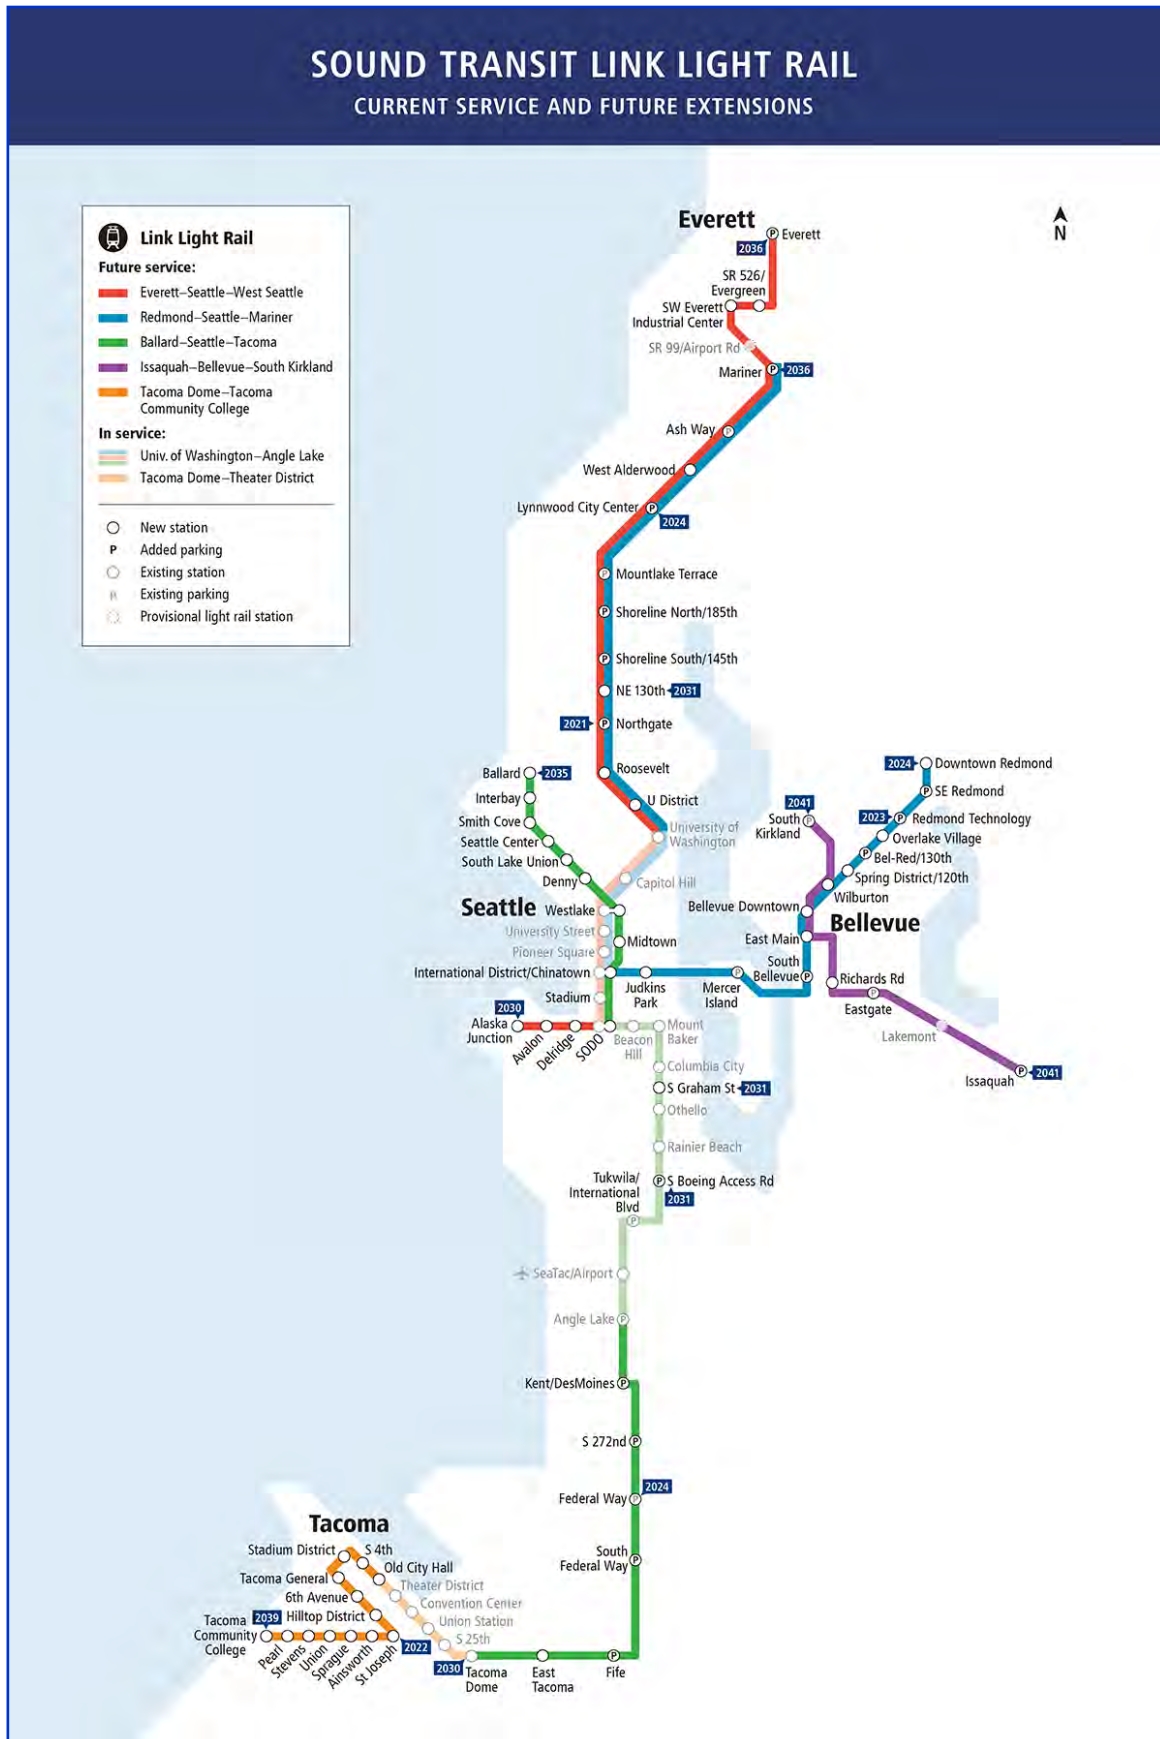 SOUND TRANSIT LINK LIGHT RAIL
CURRENT SERVICE AND FUTURE EXTENSIONS
Link Light Rail
Future service:
Everett–Seattle–West Seattle
Redmond–Seattle–Mariner
Ballard–Seattle–Tacoma
Issaquah–Bellevue–South Kirkland
Tacoma Dome–Tacoma
Community College
In service:
Univ. of Washington–Angle Lake
Tacoma Dome–Theater District
New station
P Added parking
Existing station
P Existing parking
Provisional light rail station
N
Everett
P Everett
2036
SR 526/
Evergreen
SW Everett
Industrial Center
SR 99/Airport Rd
Mariner P 2036
Ash Way P
West Alderwood
Lynnwood City Center P
2024
P Mountlake Terrace
P Shoreline North/185th
P Shoreline South/145th
NE 130th 2031
2021 P Northgate
Roosevelt
U District
University of
Washington
Capitol Hill
Ballard 2035
Interbay
Smith Cove
Seattle Center
South Lake Union
Denny
Seattle
Westlake
University Street
Midtown
Pioneer Square
International District/Chinatown
Stadium
Judkins
Park
P
Mercer
Island
2024 Downtown Redmond
P SE Redmond
2023 P Redmond Technology
Overlake Village
P Bel-Red/130th
Spring District/120th
Wilburton
2041
South
Kirkland P
Bellevue Downtown
Bellevue
East Main
South
Bellevue P
Richards Rd
P
Eastgate
Lakemont
Issaquah P 2041
2030
Alaska
Junction
Avalon
Delridge
SODO
Beacon
Hill
Mount
Baker
Columbia City
S Graham St 2031
Othello
Rainier Beach
P S Boeing Access Rd
2031
Tukwila/
International
Blvd
P
SeaTac/Airport
Angle Lake P
Kent/DesMoines P
S 272nd P
2024
Federal Way P
South
Federal Way P
Tacoma
Stadium District
S 4th
Old City Hall
Tacoma General
Theater District
6th Avenue
Convention Center
Hilltop District
Union Station
S 25th
2039
Tacoma
Community
College
Pearl
Stevens
Union
Sprague
Ainsworth
St Joseph
2022
2030
Tacoma
Dome
East
Tacoma
P
Fife